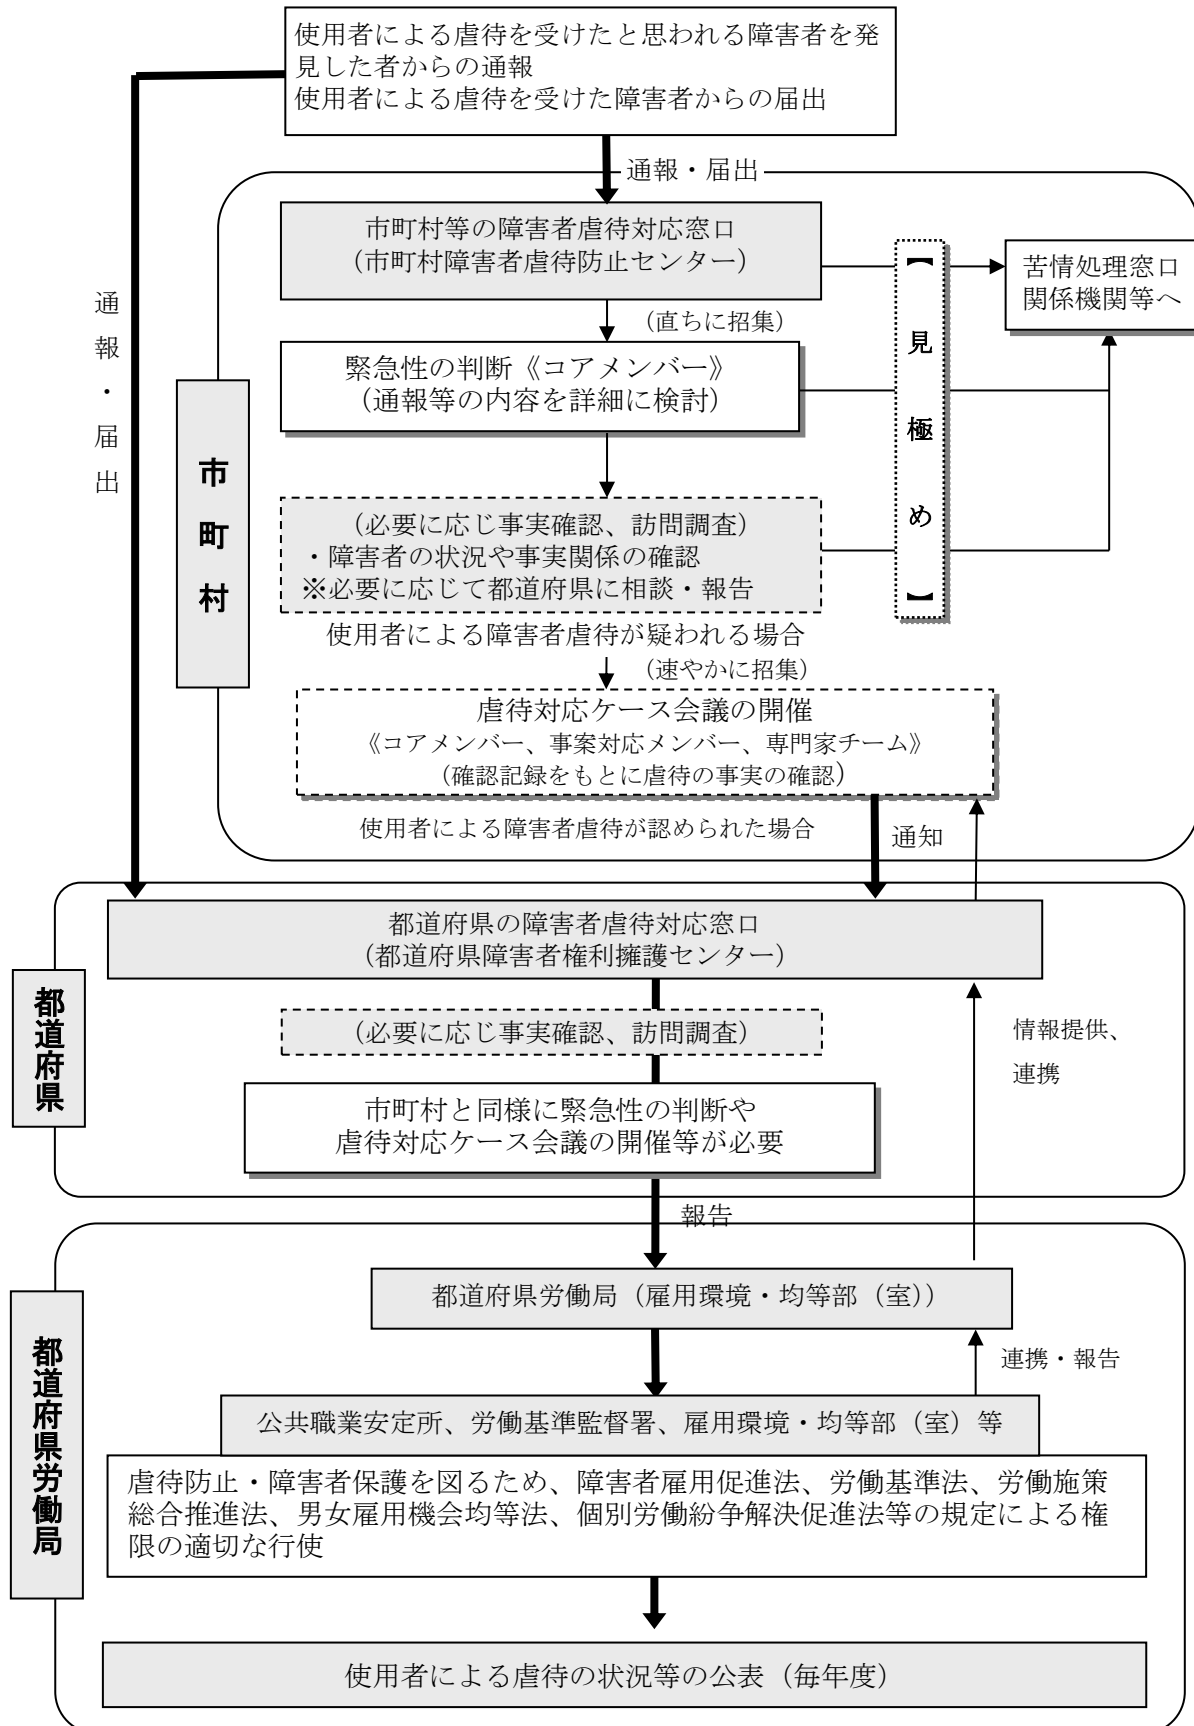 使用者による虐待を受けたと思われる障害者を発
見した者からの通報
使用者による虐待を受けた障害者からの届出
通報・届出
通報・届出
市町村
市町村等の障害者虐待対応窓口
（市町村障害者虐待防止センター）
（直ちに招集）
緊急性の判断《コアメンバー》
（通報等の内容を詳細に検討）
【見極め】
苦情処理窓口
関係機関等へ
（必要に応じ事実確認、訪問調査）
・障害者の状況や事実関係の確認
※必要に応じて都道府県に相談・報告
使用者による障害者虐待が疑われる場合
（速やかに招集）
虐待対応ケース会議の開催
《コアメンバー、事案対応メンバー、専門家チーム》
（確認記録をもとに虐待の事実の確認）
使用者による障害者虐待が認められた場合
通知
都道府県
都道府県の障害者虐待対応窓口
（都道府県障害者権利擁護センター）
（必要に応じ事実確認、訪問調査）
情報提供、
連携
市町村と同様に緊急性の判断や
虐待対応ケース会議の開催等が必要
報告
都道府県労働局
都道府県労働局（雇用環境・均等部（室））
連携・報告
公共職業安定所、労働基準監督署、雇用環境・均等部（室）等
虐待防止・障害者保護を図るため、障害者雇用促進法、労働基準法、労働施策
総合推進法、男女雇用機会均等法、個別労働紛争解決促進法等の規定による権
限の適切な行使
使用者による虐待の状況等の公表（毎年度）